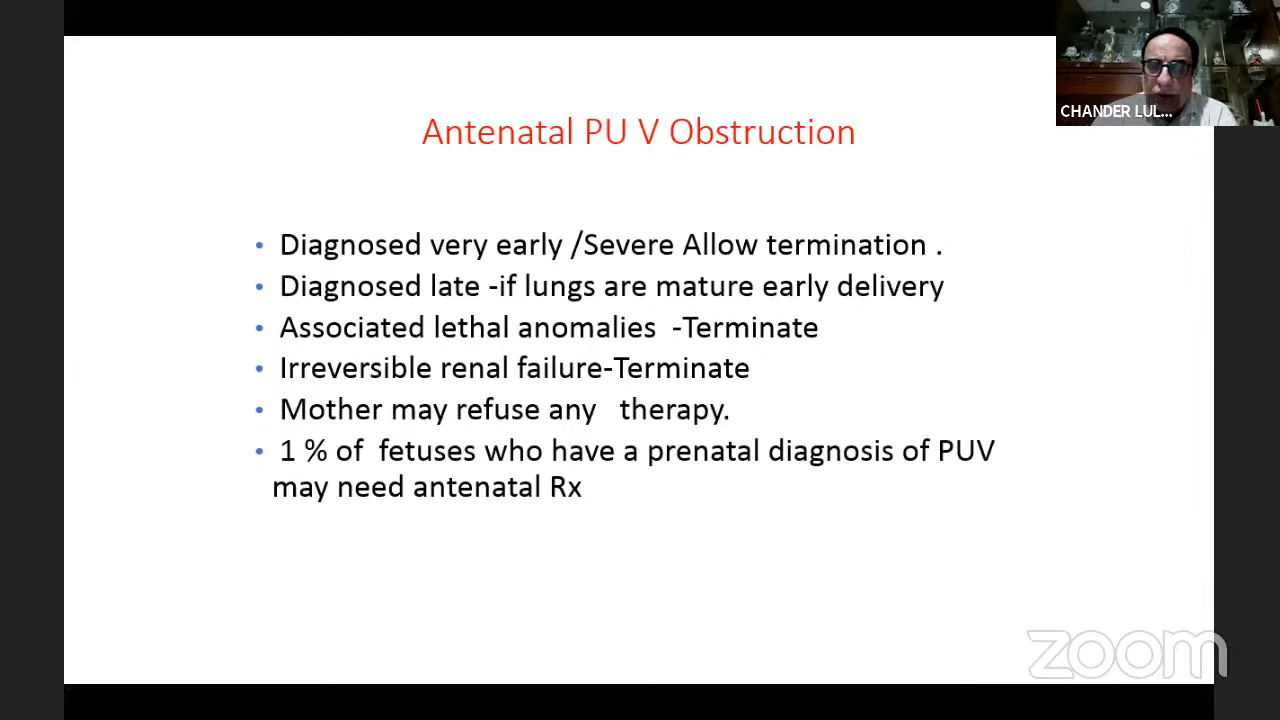 CHANDER LUL...
Antenatal PU V Obstruction
• Diagnosed very early /Severe Allow termination .
• Diagnosed late -if lungs are mature early delivery
• Associated lethal anomalies -Terminate
• Irreversible renal failure-Terminate
• Mother may refuse any therapy.
• 1 % of fetuses who have a prenatal diagnosis of PUV
may need antenatal Rx
zoom